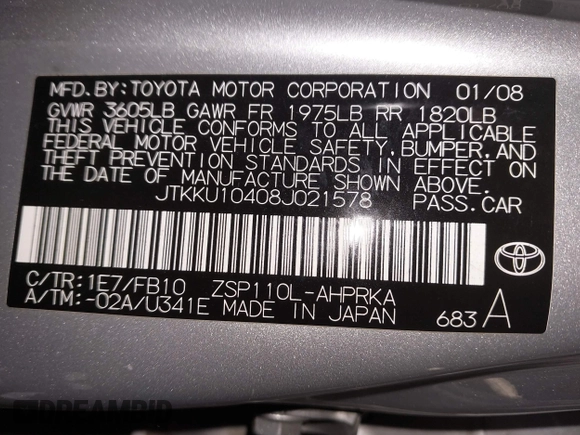 MFD. BY: TOYOTA MOTOR CORPORATION 01/08
GVWR 3605LB GAWR FR 1975LB RR 1820LB
THIS VEHICLE CONFORMS TO ALL APPLICABLE
FEDERAL MOTOR VEHICLE SAFETY, BUMPER, AND
THEFT PREVENTION STANDARDS IN EFFECT ON
THE DATE OF MANUFACTURE SHOWN ABOVE.
JTKKU10408J021578 PASS. CAR
C/TR: 1E7/FB10 ZSP110L-AHPRKA
A/TM: -02A/U341E MADE IN JAPAN 683 A